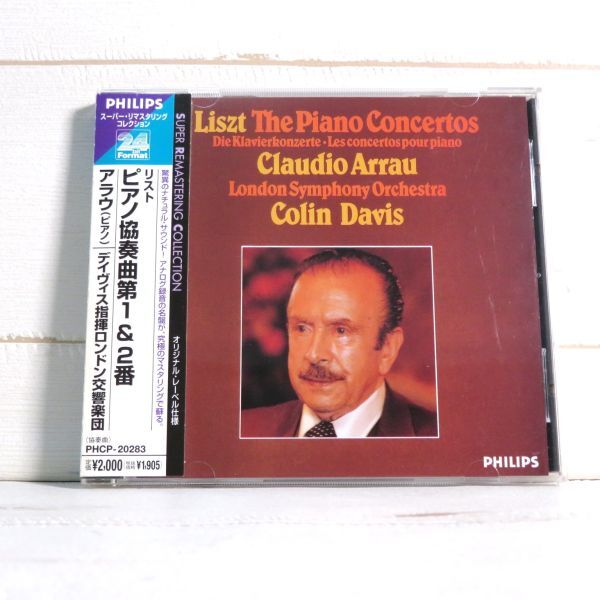 PHILIPS
スーパー・リマスタリング
コレクション
24
Format
リスト
ピアノ協奏曲第1&2番
アラウ(ピアノ)/デイヴィス指揮ロンドン交響楽団
(協奏曲)
PHCP-20283
定価¥2,000 税抜価格¥1,905
驚異のナチュラル・サウンド!アナログ録音の名盤が、究極のマスタリングで蘇る。
SUPER REMASTERING COLLECTION
オリジナル・レーベル仕様
Liszt The Piano Concertos
Die Klavierkonzerte · Les concertos pour piano
Claudio Arrau
London Symphony Orchestra
Colin Davis
PHILIPS